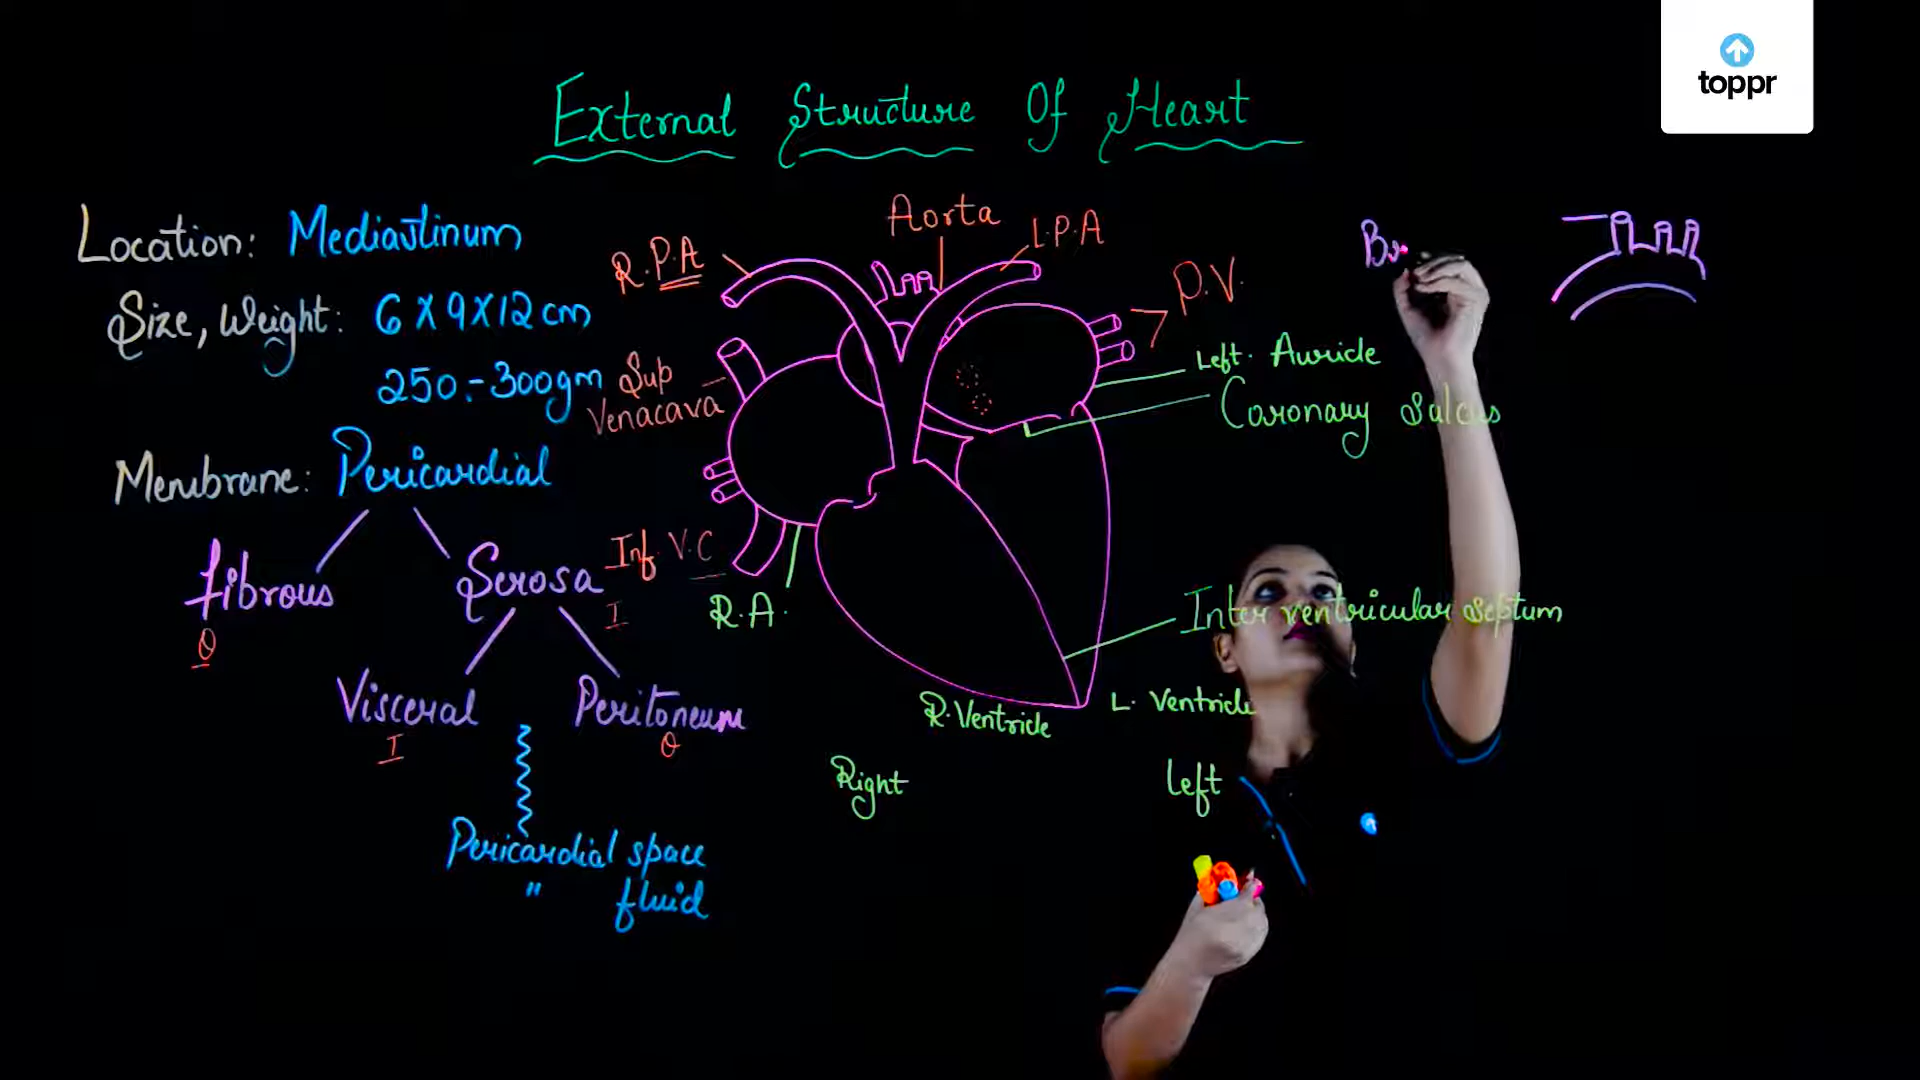 toppr
External Structure Of Heart
Location: Mediastinum
Size, Weight: 6 X 9 X 12 cm
250-300gm
Membrane: Pericardial
Fibrous
O
Serosa
I
Visceral
I
Peritoneum
O
Pericardial space
" fluid
R.P.A
Aorta
L.P.A
P.V.
Sup
Venacava
Left. Auricle
Coronary Sulcus
Inf V.C
R.A.
Inter ventricular septum
R.Ventricle
L. Ventricle
Right
Left